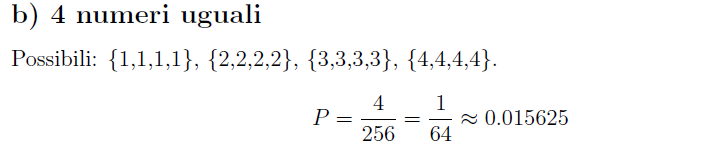 b) 4 numeri uguali
Possibili: {1,1,1,1}, {2,2,2,2}, {3,3,3,3}, {4,4,4,4}.
P = 4/256 = 1/64 ≈ 0.015625